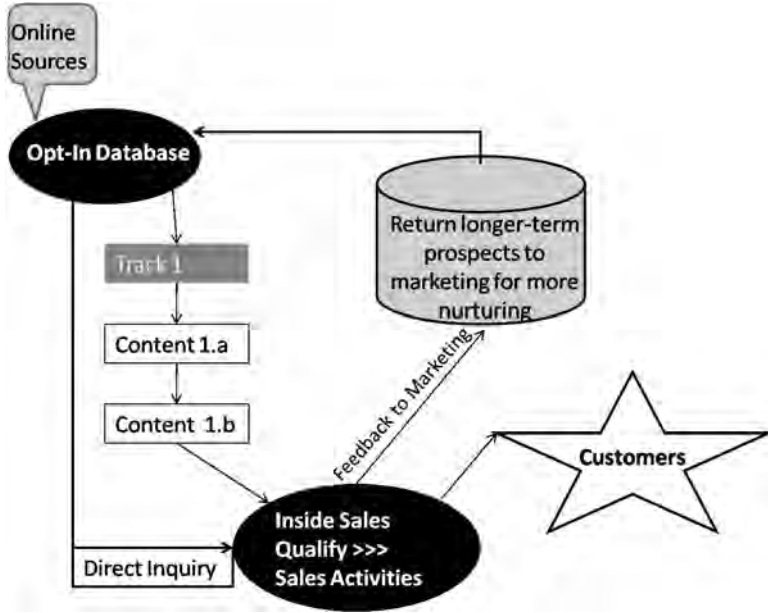 Online
Sources
Opt-In Database
Track 1
Content 1.a
Content 1.b
Direct Inquiry
Inside Sales
Qualify >>>
Sales Activities
Feedback to Marketing
Return longer-term
prospects to
marketing for more
nurturing
Customers